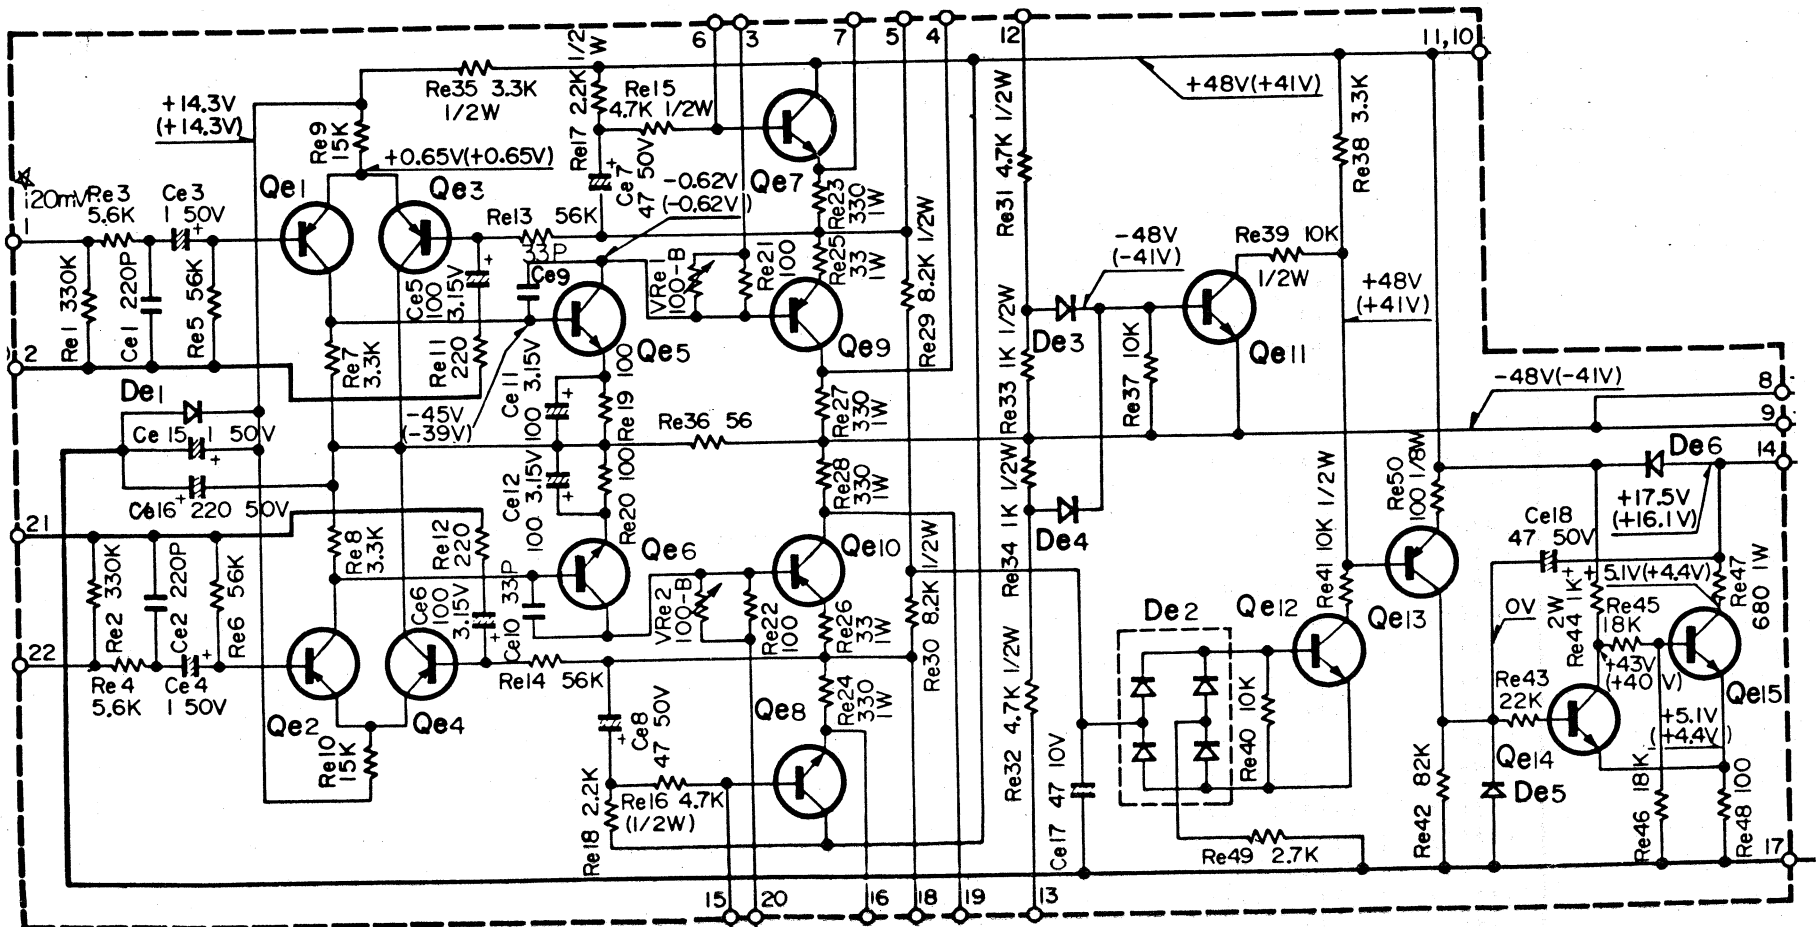 6
3
7
5
4
12
11,10
+48V(+41V)
Re35 3.3K
1/2W
Re17 2.2K 1/2
W
Re15
4.7K 1/2W
+14.3V
(+14.3V)
Re9
15K
+0.65V(+0.65V)
Ce7
47 50V
-0.62V
(-0.62V)
Qe7
Re23
330
1W
Re31 4.7K 1/2W
Re38 3.3K
1
120mV
Re3
5.6K
Ce3
1 50V
Qe1
Qe3
Re13 56K
33P
Ce9
Re25
33
1W
Re29 8.2K 1/2W
-48V
(-41V)
Re39 10K
1/2W
+48V
(+41V)
Re1 330K
Ce1 220P
Re5 56K
Ce5
100
3.15V
VRe1
100-B
Re21
100
Qe5
Qe9
De3
Qe11
2
Re7
3.3K
Re11
220
De1
-45V
(-39V)
Ce11
100 3.15V
Re19 100
Re27
330
1W
Re33 1K 1/2W
Re37 10K
-48V(-41V)
8
9
Ce 15 1 50V
Re36 56
De6
14
Ce16 220 50V
Ce12
100 3.15V
Re20 100
Re28
330
1W
Re34 1K 1/2W
De4
Re50
100 1/8W
+17.5V
(+16.1V)
21
Re8
3.3K
Re12
220
Qe6
Qe10
Ce18
47 50V
Re2 330K
Ce2 220P
Re6 56K
Ce6
100
3.15V
Ce10 33P
VRe2
100-B
Re22
100
Re26
33
1W
Re30 8.2K 1/2W
De2
Qe12
Re41 10K 1/2W
Qe13
0V
+5.1V(+4.4V)
Re44 1K
2W
Re45
18K
Re47
680 1W
22
Re4
5.6K
Ce4
1 50V
Qe2
Qe4
Re14 56K
Re24
330
1W
Re43
22K
+43V
(+40V)
Qe15
Re10
15K
Ce8
47 50V
Qe8
Re32 4.7K 1/2W
Re40 10K
+5.1V
(+4.4V)
Qe14
De5
Re18 2.2K
Re16 4.7K
(1/2W)
Ce17 47 10V
Re49 2.7K
Re42 82K
Re46 18K
Re48 100
17
15
20
16
18
19
13